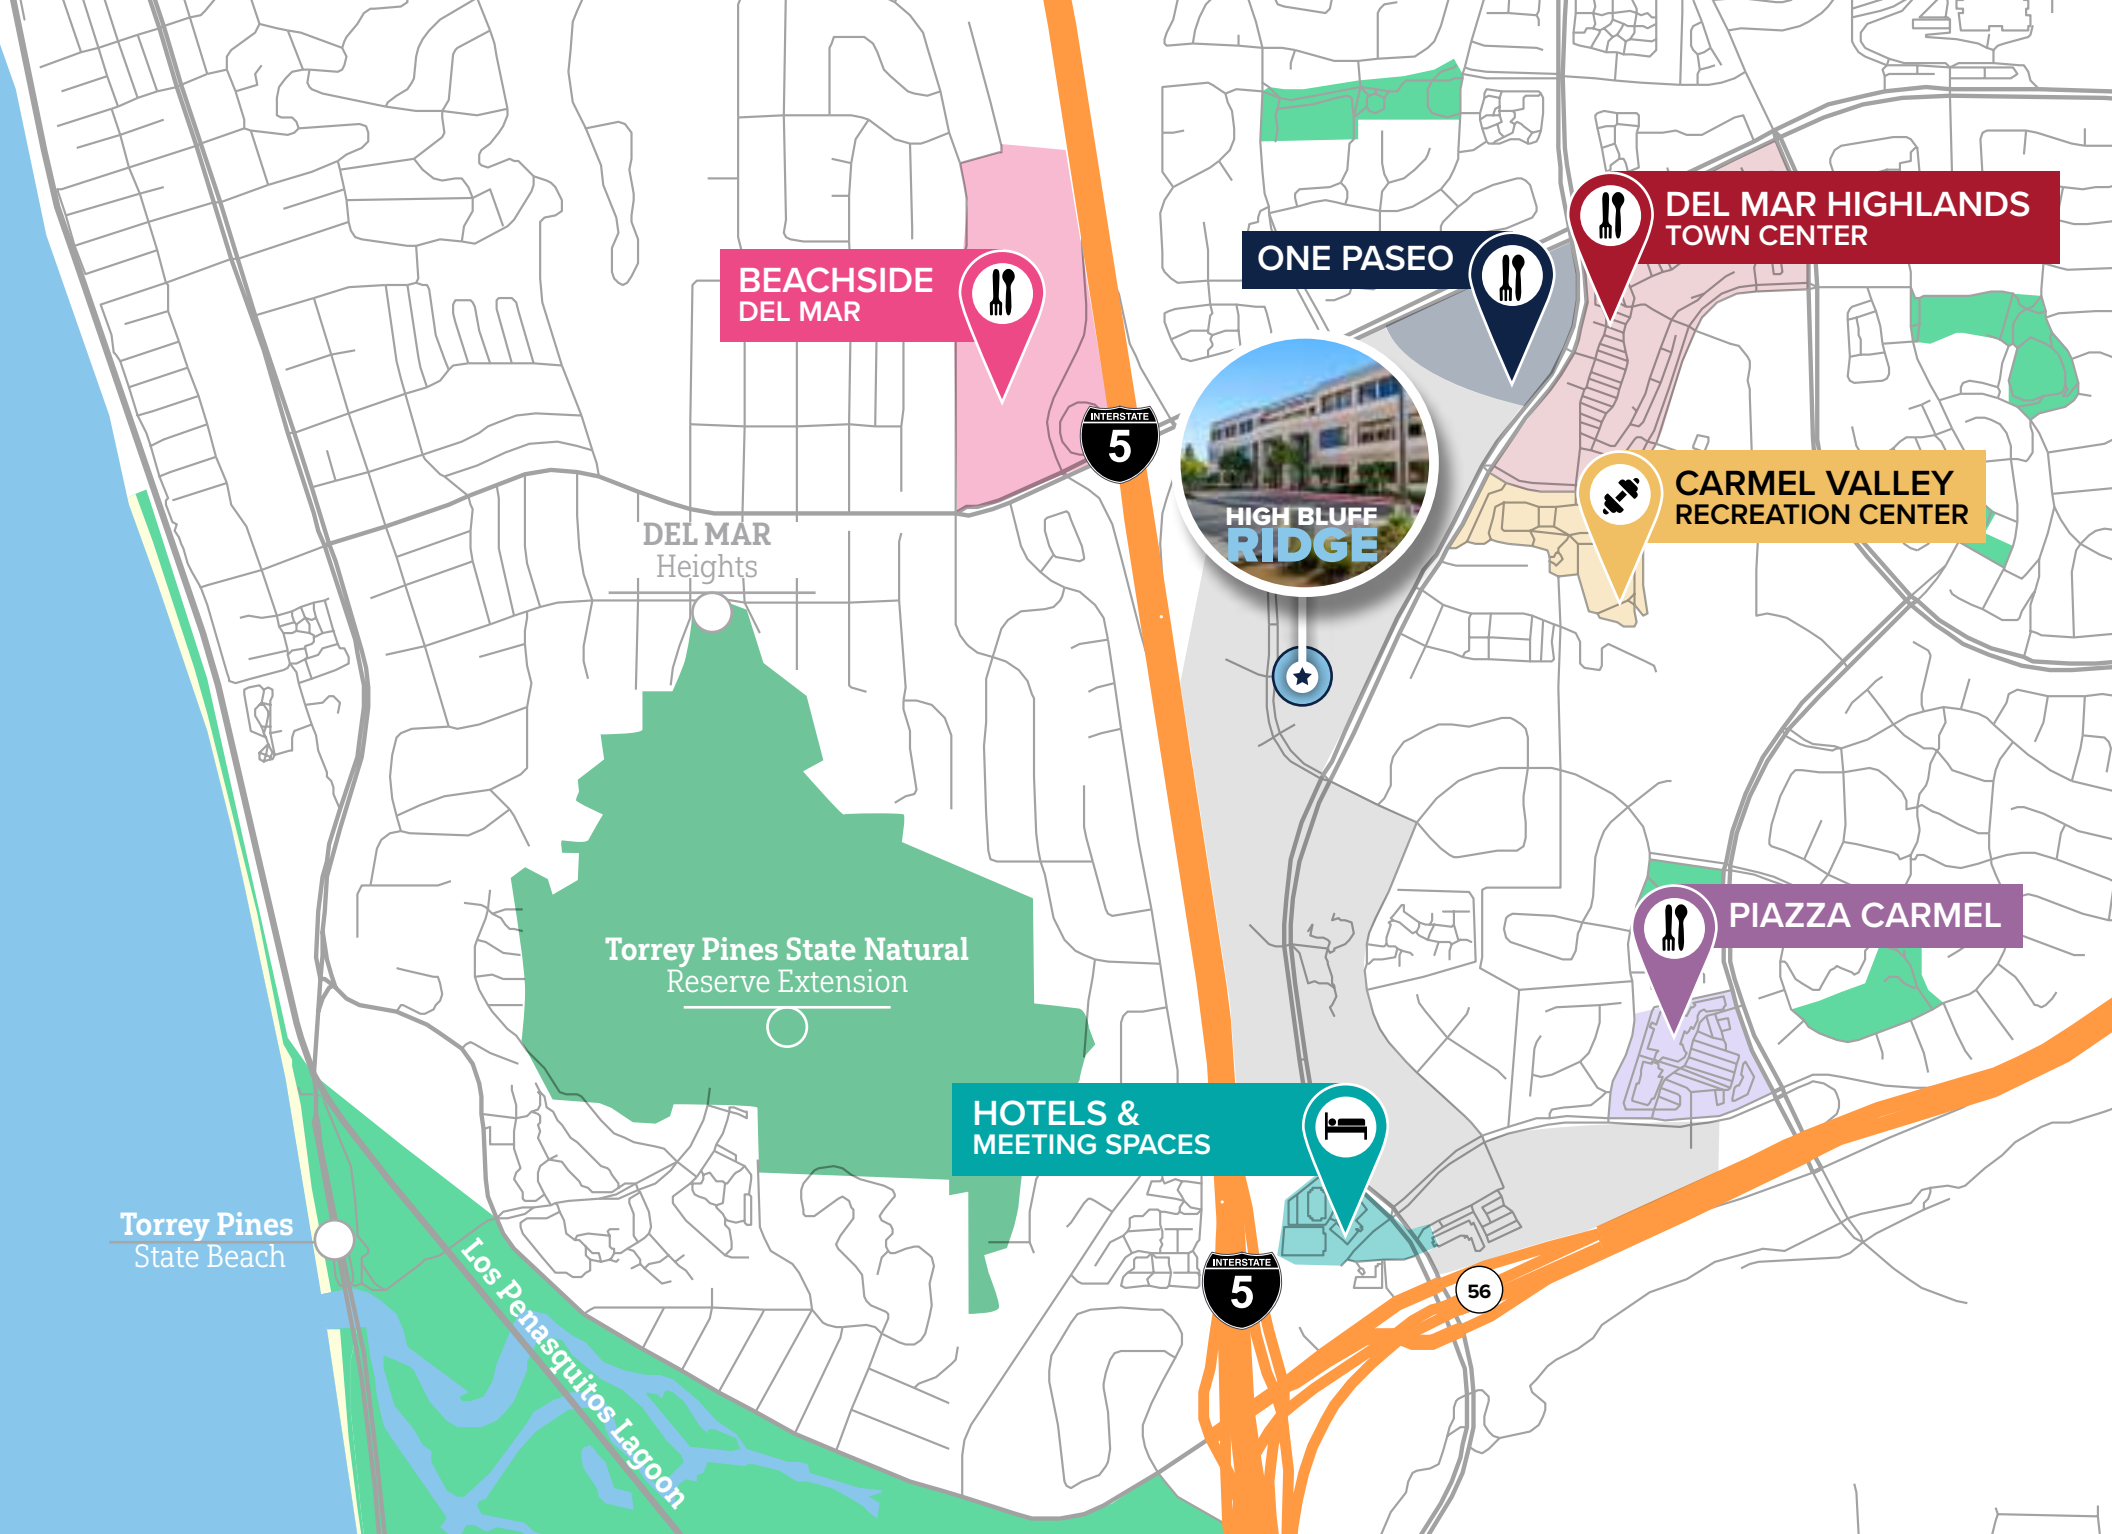 DEL MAR HIGHLANDS
TOWN CENTER
ONE PASEO
BEACHSIDE
DEL MAR
INTERSTATE
5
CARMEL VALLEY
RECREATION CENTER
HIGH BLUFF
RIDGE
DEL MAR
Heights
PIAZZA CARMEL
Torrey Pines State Natural
Reserve Extension
HOTELS &
MEETING SPACES
Torrey Pines
State Beach
Los Penasquitos Lagoon
INTERSTATE
5
56